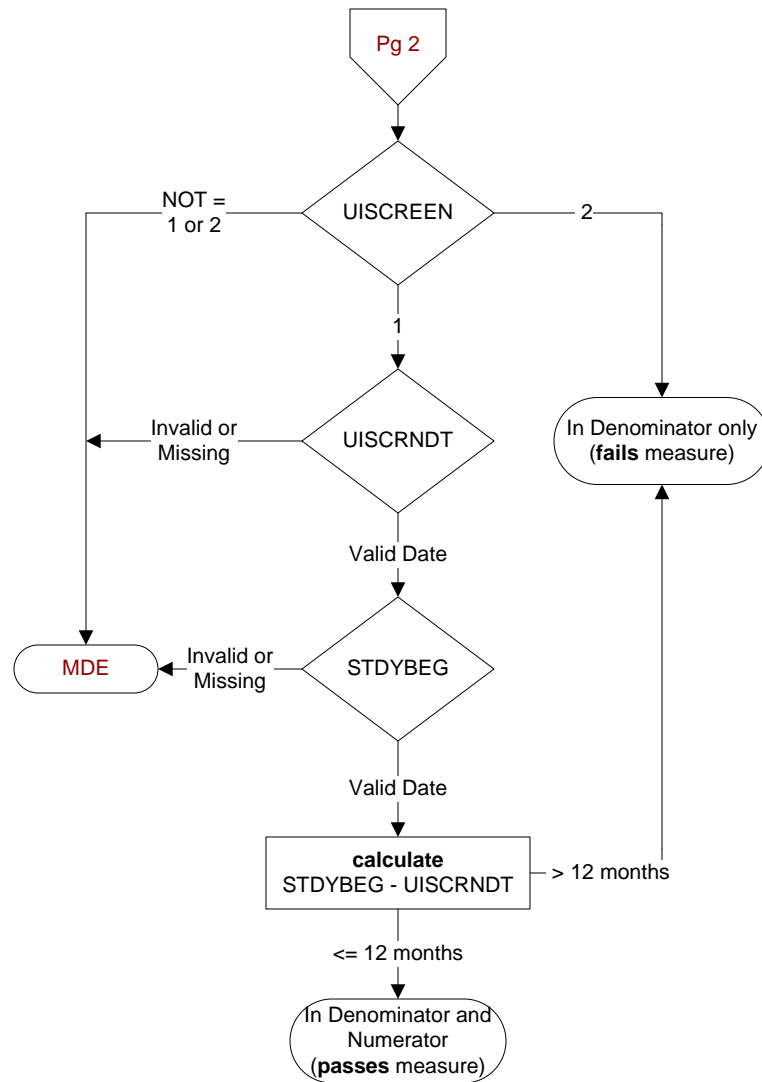 Pg 2
NOT =
1 or 2
UISCREEN
2
1
Invalid or
Missing
UISCRNDT
In Denominator only
(fails measure)
Valid Date
MDE
Invalid or
Missing
STDYBEG
Valid Date
calculate
STDYBEG - UISCRNDT
> 12 months
<= 12 months
In Denominator and
Numerator
(passes measure)